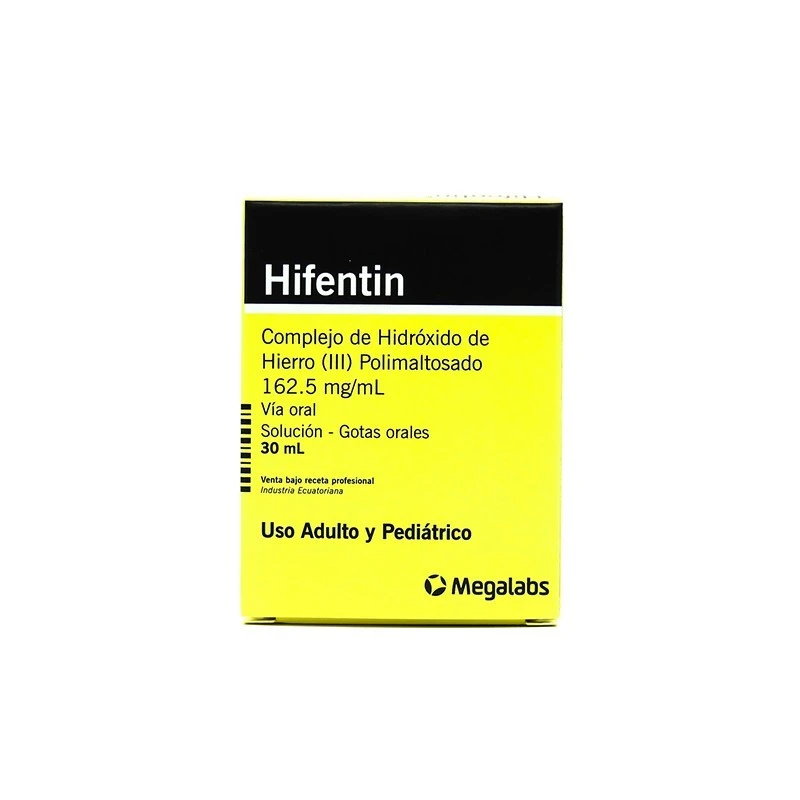 Hifentin
Complejo de Hidróxido de
Hierro (III) Polimaltosado
162.5 mg/mL
Vía oral
Solución - Gotas orales
30 mL
Venta bajo receta profesional
Industria Ecuatoriana
Uso Adulto y Pediátrico
Megalabs